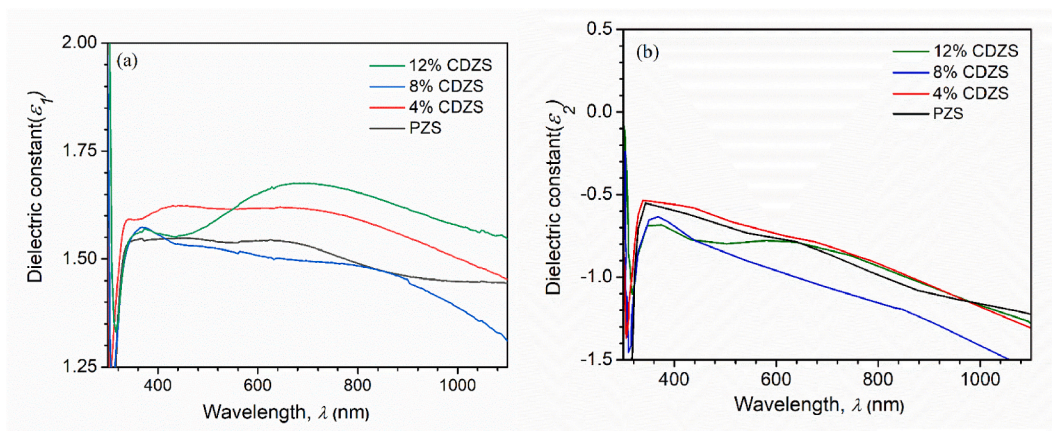 (a)
12% CDZS
8% CDZS
4% CDZS
PZS
2.00
1.75
1.50
1.25
Dielectric constant(ε1)
400
600
800
1000
Wavelength, λ (nm)
(b)
12% CDZS
8% CDZS
4% CDZS
PZS
0.5
0.0
-0.5
-1.0
-1.5
Dielectric constant(ε2)
400
600
800
1000
Wavelength, λ (nm)